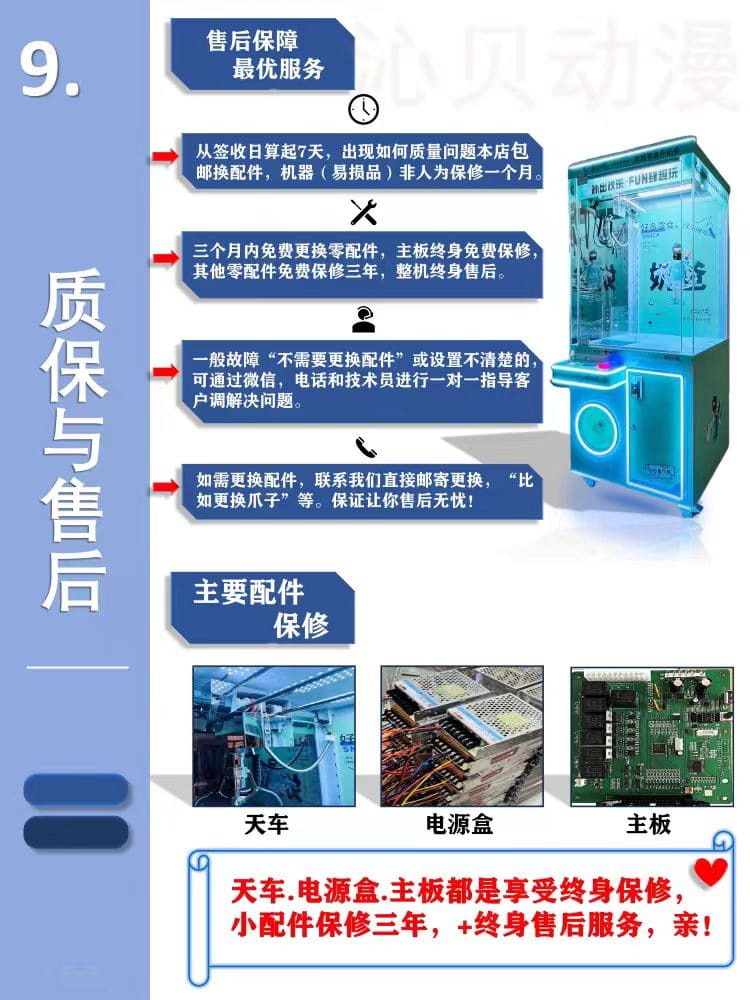 9.
沁贝动漫
售后保障
最优服务
从签收日算起7天，出现如何质量问题本店包
邮换配件，机器（易损品）非人为保修一个月。
三个月内免费更换零配件，主板终身免费保修，
其他零配件免费保修三年，整机终身售后。
一般故障“不需要更换配件”或设置不清楚的，
可通过微信，电话和技术员进行一对一指导客
户调解决问题。
如需更换配件，联系我们直接邮寄更换，“比
如更换爪子”等。保证让你售后无忧！
质保与售后
主要配件
保修
天车
电源盒
主板
天车.电源盒.主板都是享受终身保修，
小配件保修三年，+终身售后服务，亲！